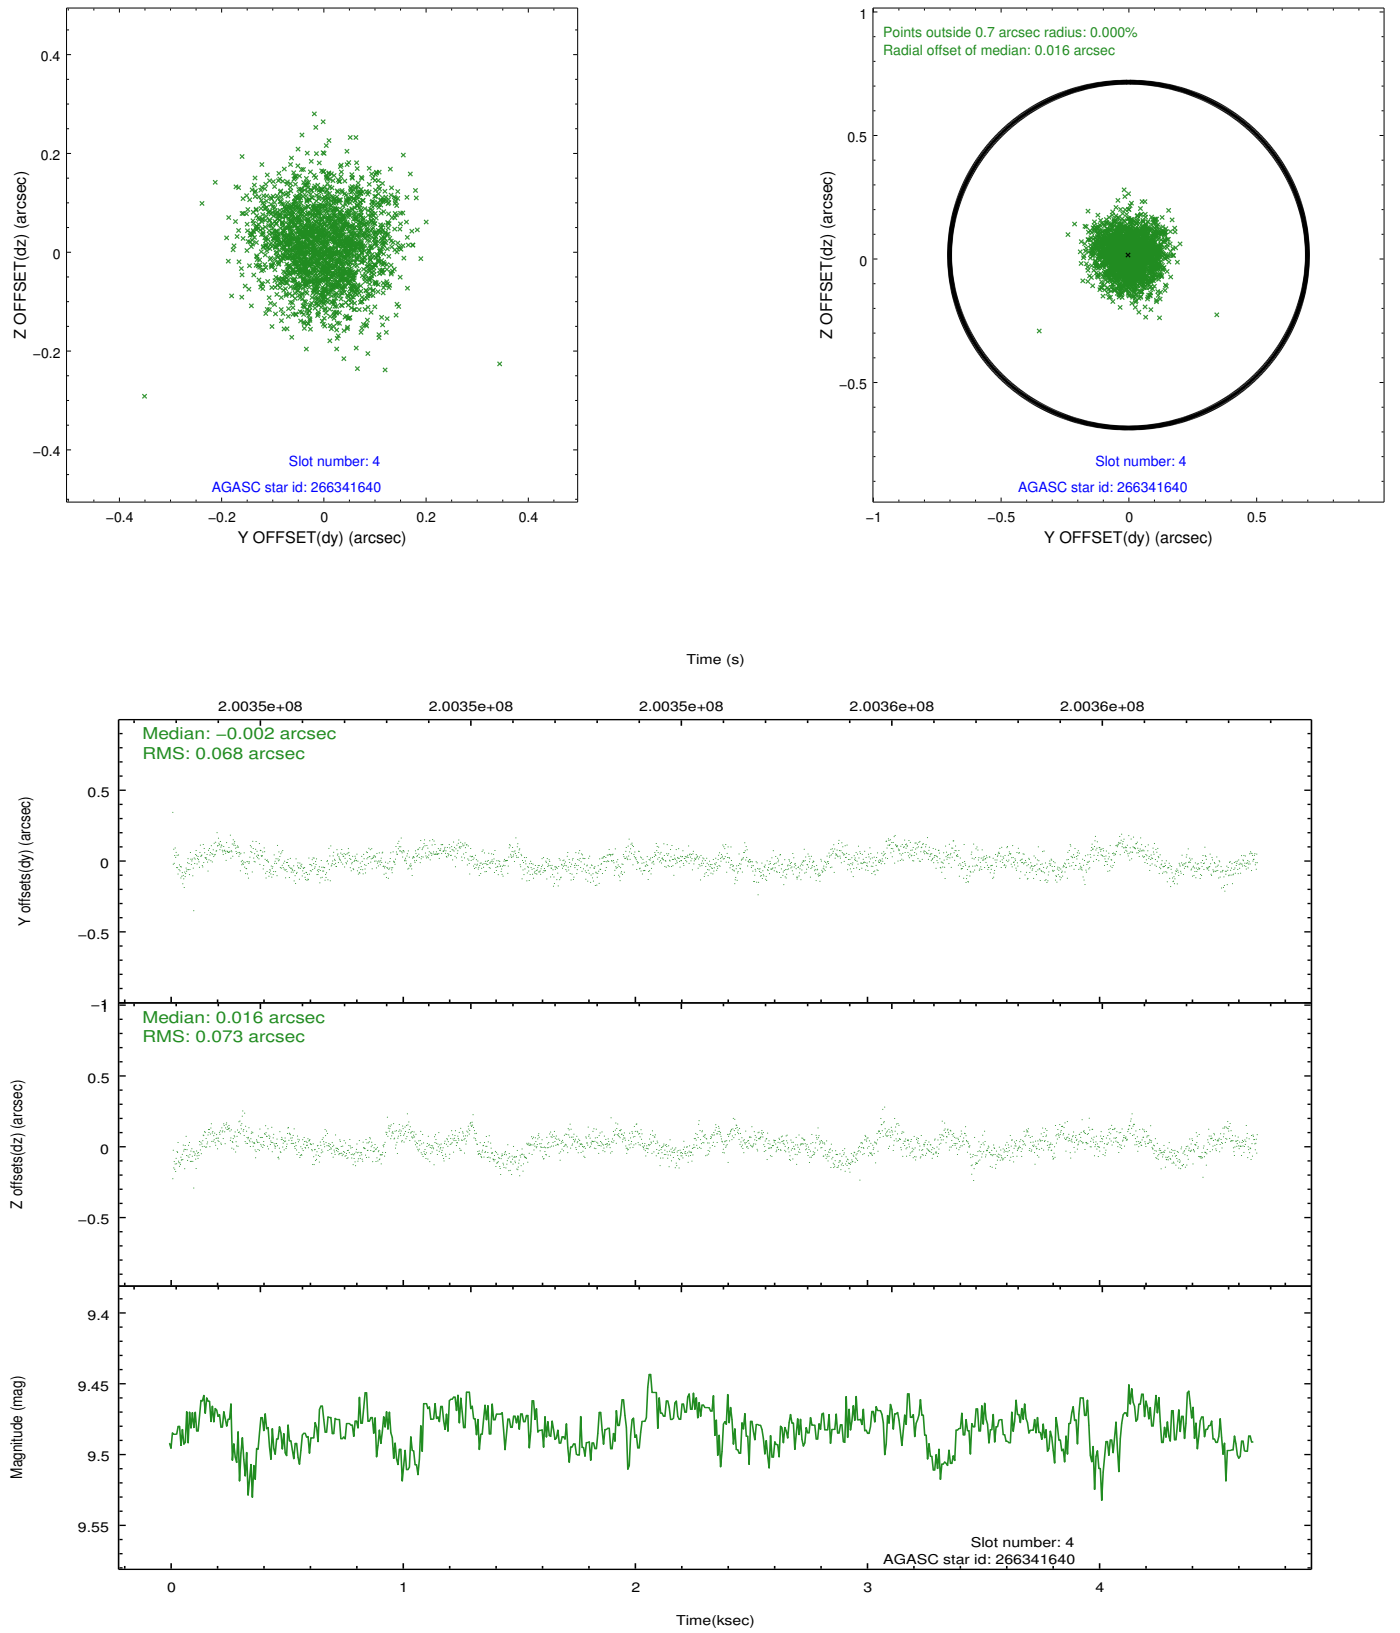 0.4
0.2
0
−0.2
−0.4
Z OFFSET(dz) (arcsec)
Slot number: 4
AGASC star id: 266341640
−0.4
−0.2
0
0.2
0.4
Y OFFSET(dy) (arcsec)
1
0.5
0
−0.5
Z OFFSET(dz) (arcsec)
Points outside 0.7 arcsec radius: 0.000%
Radial offset of median: 0.016 arcsec
Slot number: 4
AGASC star id: 266341640
−1
−0.5
0
0.5
Y OFFSET(dy) (arcsec)
Time (s)
2.0035e+08
2.0035e+08
2.0035e+08
2.0036e+08
2.0036e+08
Median: −0.002 arcsec
RMS: 0.068 arcsec
0.5
0
−0.5
−1
Y offsets(dy) (arcsec)
Median: 0.016 arcsec
RMS: 0.073 arcsec
0.5
0
−0.5
Z offsets(dz) (arcsec)
9.4
9.45
9.5
9.55
Magnitude (mag)
Slot number: 4
AGASC star id: 266341640
0
1
2
3
4
Time(ksec)